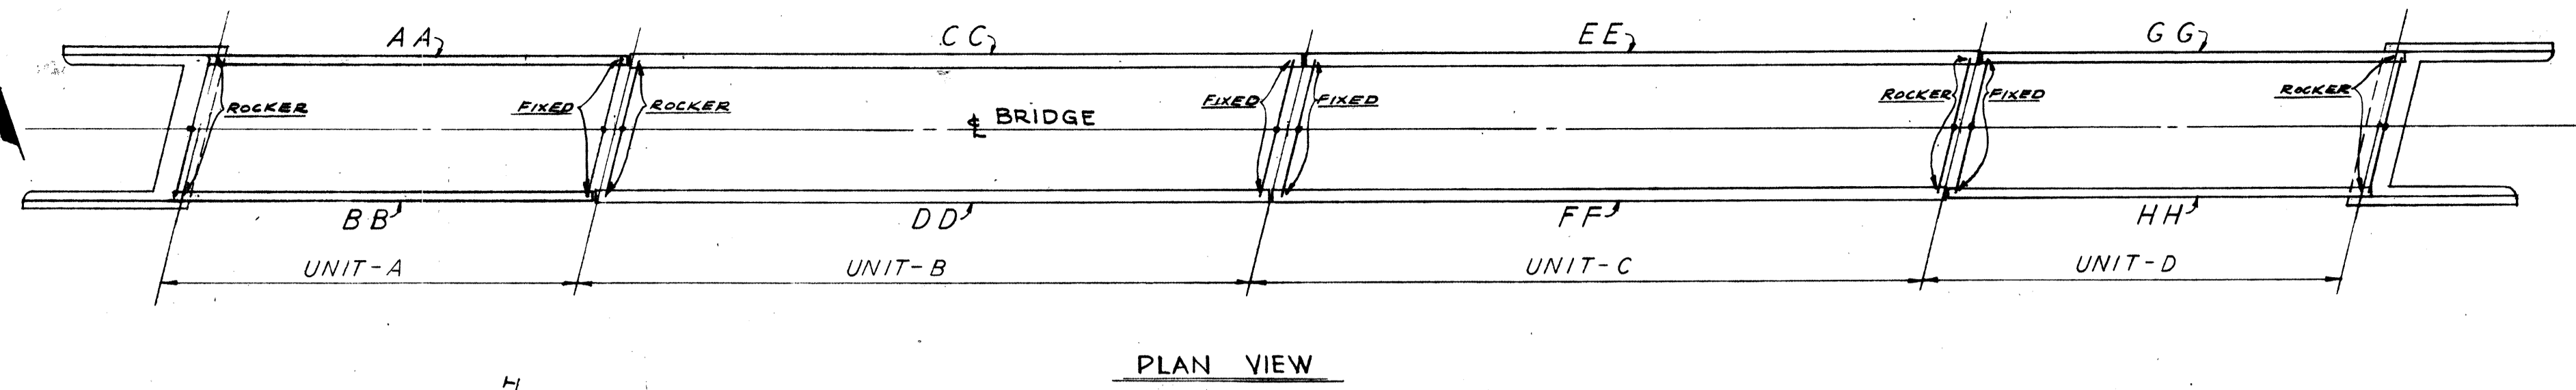 AA CC EE GG
ROCKER FIXED ROCKER FIXED FIXED ROCKER FIXED ROCKER
℄ BRIDGE
BB DD FF HH
UNIT-A UNIT-B UNIT-C UNIT-D
PLAN VIEW
H